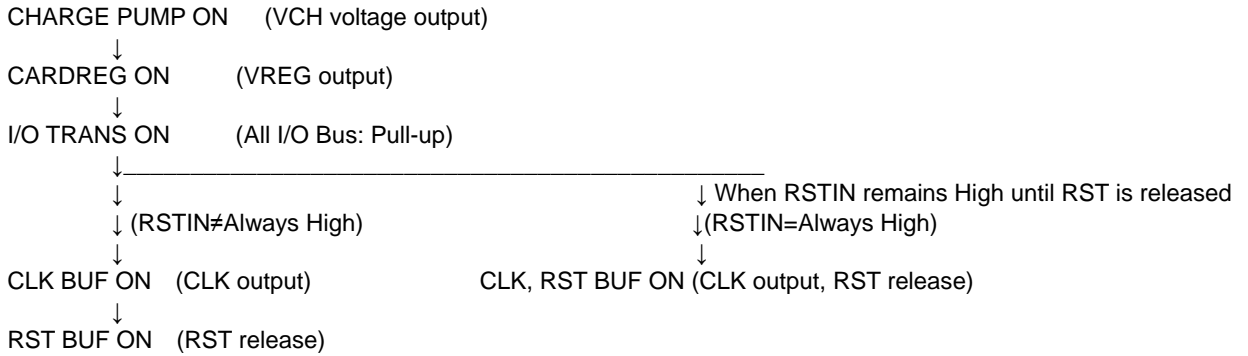 CHARGE PUMP ON (VCH voltage output)
↓
CARDREG ON (VREG output)
↓
I/O TRANS ON (All I/O Bus: Pull-up)
↓________________________________________________
↓ ↓ When RSTIN remains High until RST is released
↓ (RSTIN≠Always High) ↓(RSTIN=Always High)
↓ ↓
CLK BUF ON (CLK output) CLK, RST BUF ON (CLK output, RST release)
↓
RST BUF ON (RST release)